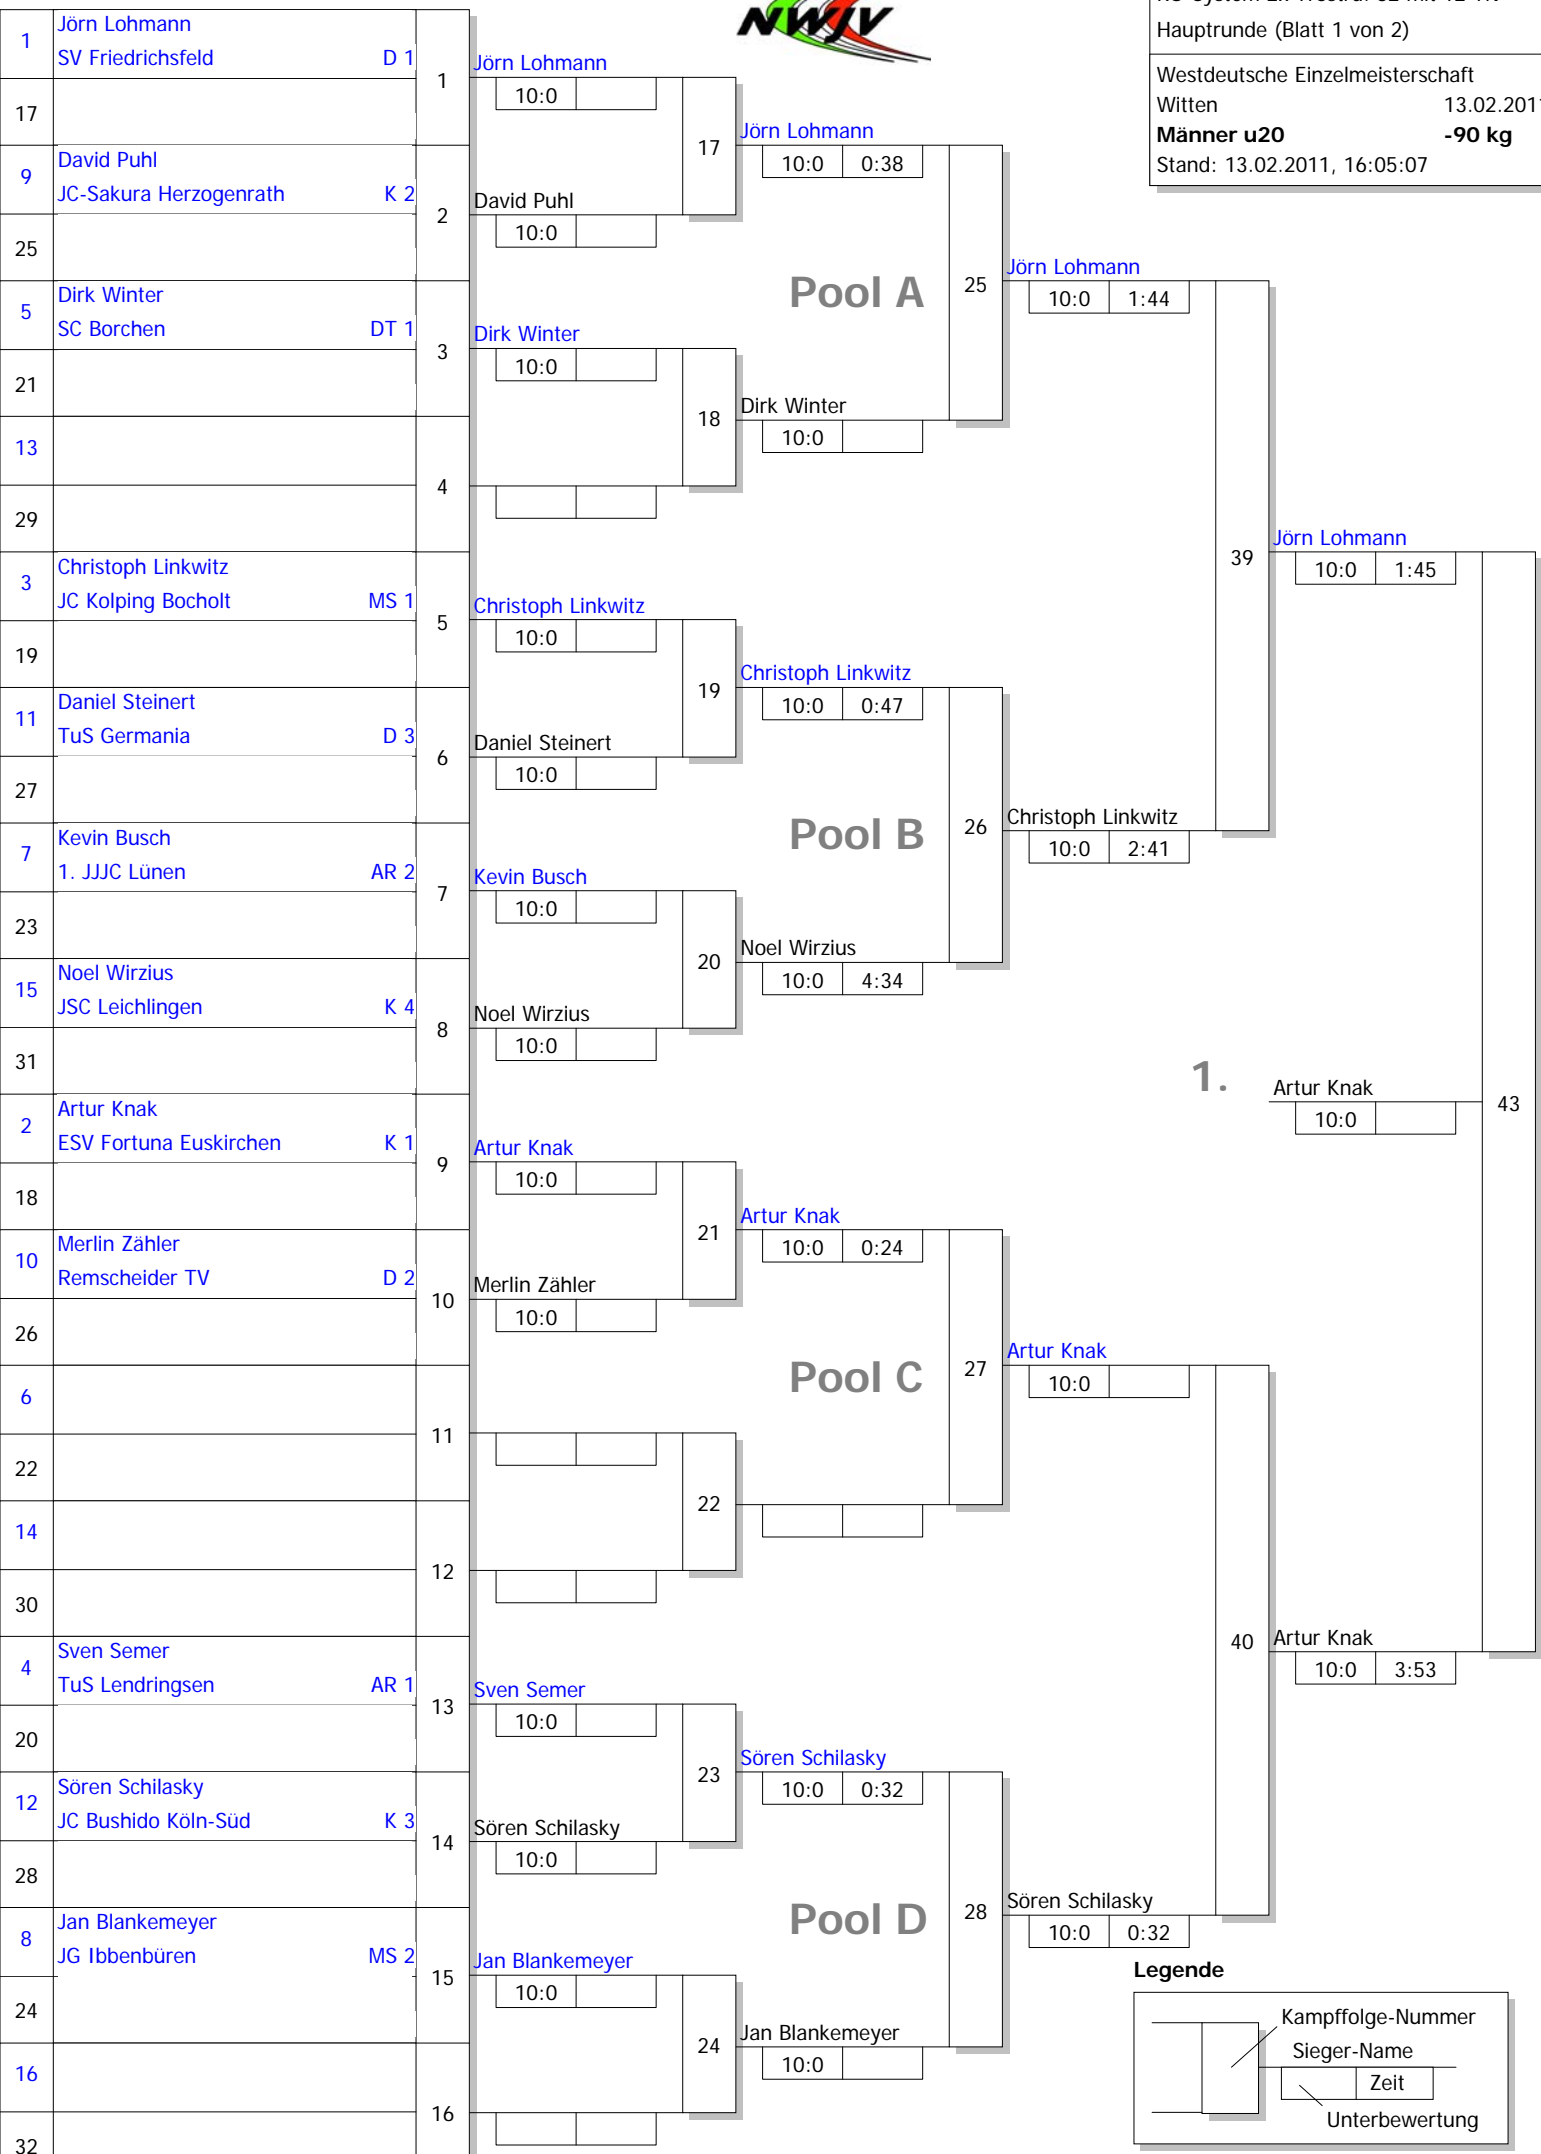 NWJV
Hauptrunde (Blatt 1 von 2)
Westdeutsche Einzelmeisterschaft
Witten 13.02.201
Männer u20 -90 kg
Stand: 13.02.2011, 16:05:07
1 Jörn Lohmann
SV Friedrichsfeld D 1
17
9 David Puhl
JC-Sakura Herzogenrath K 2
25
5 Dirk Winter
SC Borchen DT 1
21
13
29
3 Christoph Linkwitz
JC Kolping Bocholt MS 1
19
11 Daniel Steinert
TuS Germania D 3
27
7 Kevin Busch
1. JJJC Lünen AR 2
23
15 Noel Wirzius
JSC Leichlingen K 4
31
2 Artur Knak
ESV Fortuna Euskirchen K 1
18
10 Merlin Zähler
Remscheider TV D 2
26
6
22
14
30
4 Sven Semer
TuS Lendringsen AR 1
20
12 Sören Schilasky
JC Bushido Köln-Süd K 3
28
8 Jan Blankemeyer
JG Ibbenbüren MS 2
24
16
32
1 Jörn Lohmann
10:0
2 David Puhl
10:0
3 Dirk Winter
10:0
4
5 Christoph Linkwitz
10:0
6 Daniel Steinert
10:0
7 Kevin Busch
10:0
8 Noel Wirzius
10:0
9 Artur Knak
10:0
10 Merlin Zähler
10:0
11
12
13 Sven Semer
10:0
14 Sören Schilasky
10:0
15 Jan Blankemeyer
10:0
16
17 Jörn Lohmann
10:0 0:38
18 Dirk Winter
10:0
19 Christoph Linkwitz
10:0 0:47
20 Noel Wirzius
10:0 4:34
21 Artur Knak
10:0 0:24
22
23 Sören Schilasky
10:0 0:32
24 Jan Blankemeyer
10:0
Pool A
Pool B
Pool C
Pool D
25 Jörn Lohmann
10:0 1:44
26 Christoph Linkwitz
10:0 2:41
27 Artur Knak
10:0
28 Sören Schilasky
10:0 0:32
39 Jörn Lohmann
10:0 1:45
40 Artur Knak
10:0 3:53
1. Artur Knak
10:0
43
Legende
Kampffolge-Nummer
Sieger-Name
Zeit
Unterbewertung